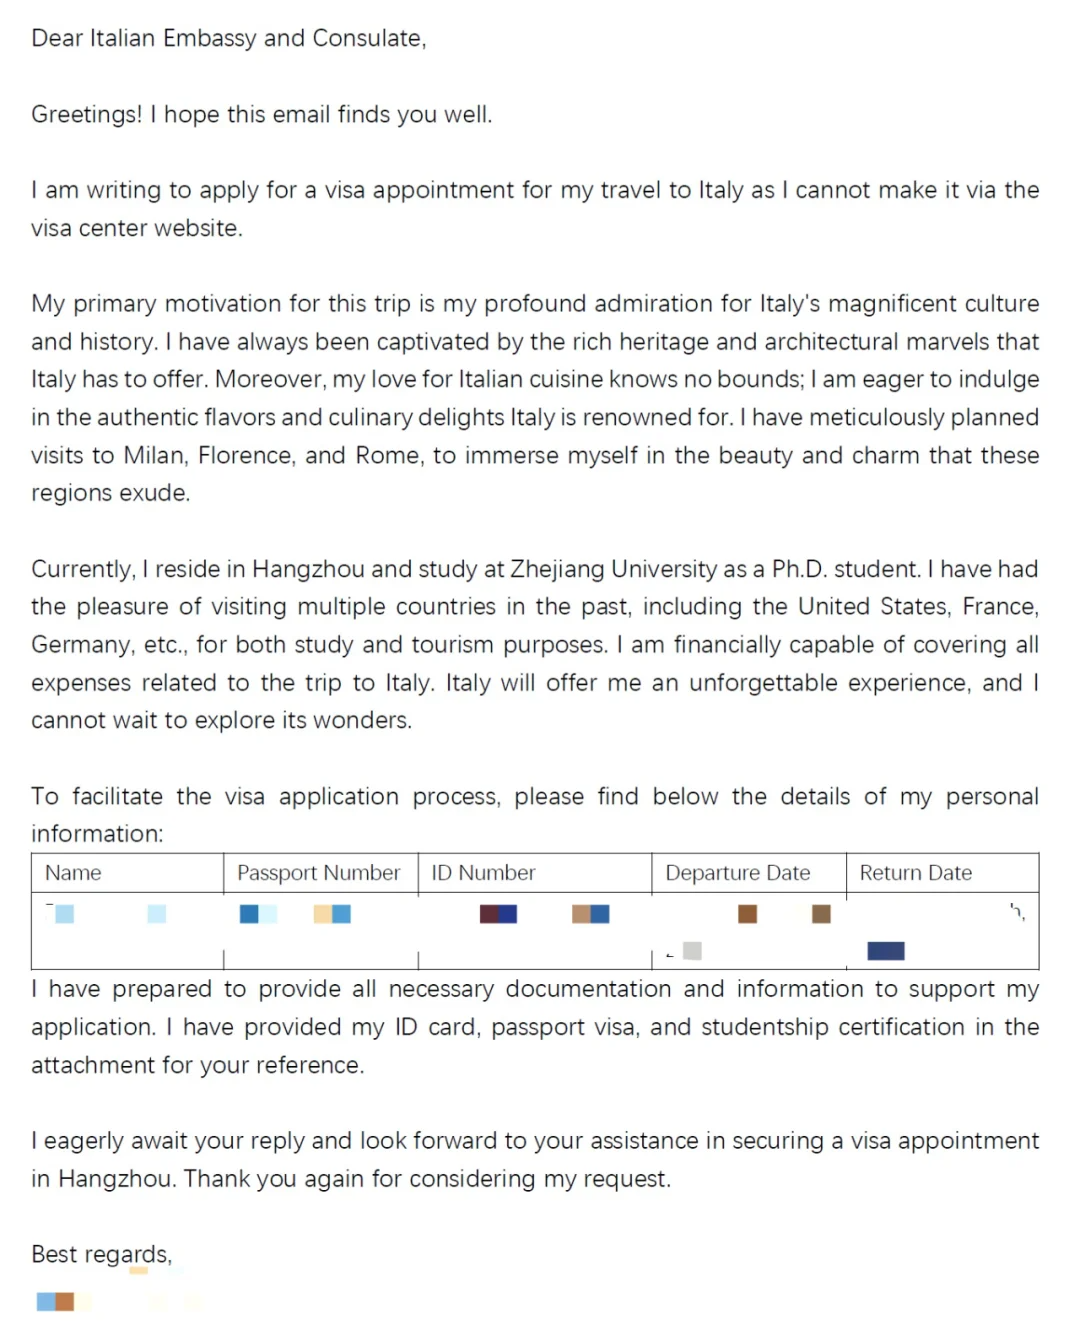 Dear Italian Embassy and Consulate,
Greetings! I hope this email finds you well.
I am writing to apply for a visa appointment for my travel to Italy as I cannot make it via the
visa center website.
My primary motivation for this trip is my profound admiration for Italy's magnificent culture
and history. I have always been captivated by the rich heritage and architectural marvels that
Italy has to offer. Moreover, my love for Italian cuisine knows no bounds; I am eager to indulge
in the authentic flavors and culinary delights Italy is renowned for. I have meticulously planned
visits to Milan, Florence, and Rome, to immerse myself in the beauty and charm that these
regions exude.
Currently, I reside in Hangzhou and study at Zhejiang University as a Ph.D. student. I have had
the pleasure of visiting multiple countries in the past, including the United States, France,
Germany, etc., for both study and tourism purposes. I am financially capable of covering all
expenses related to the trip to Italy. Italy will offer me an unforgettable experience, and I
cannot wait to explore its wonders.
To facilitate the visa application process, please find below the details of my personal
information:
Name Passport Number ID Number Departure Date Return Date
I have prepared to provide all necessary documentation and information to support my
application. I have provided my ID card, passport visa, and studentship certification in the
attachment for your reference.
I eagerly await your reply and look forward to your assistance in securing a visa appointment
in Hangzhou. Thank you again for considering my request.
Best regards,